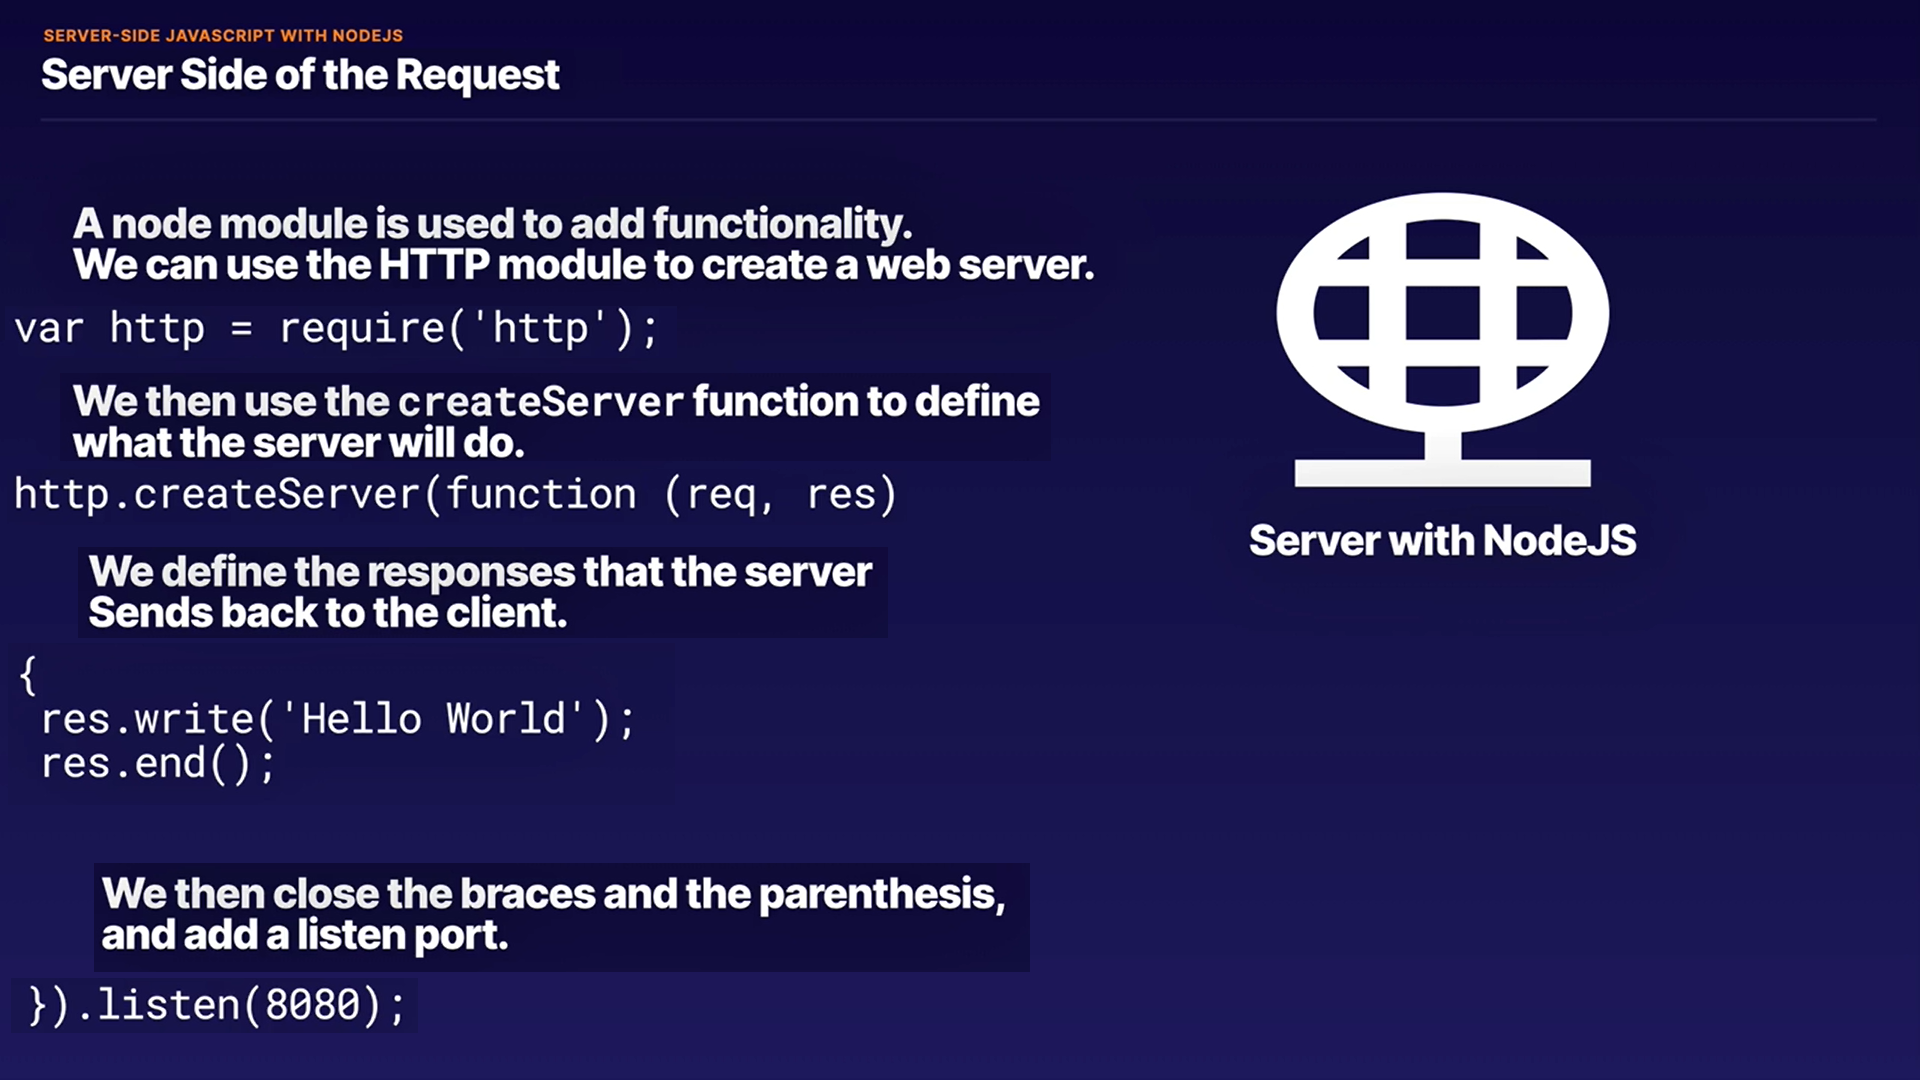 SERVER-SIDE JAVASCRIPT WITH NODEJS
Server Side of the Request
A node module is used to add functionality.
We can use the HTTP module to create a web server.
var http = require('http');
We then use the createServer function to define
what the server will do.
http.createServer(function (req, res)
We define the responses that the server
Sends back to the client.
{
res.write('Hello World');
res.end();
We then close the braces and the parenthesis,
and add a listen port.
}).listen(8080);
Server with NodeJS